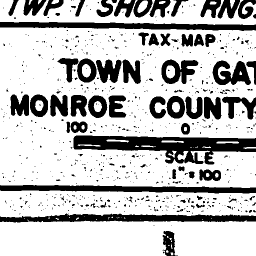 TWP. 1 SHORT RNG.
TAX MAP
TOWN OF GAT
MONROE COUNTY
100 0
SCALE
1" = 100